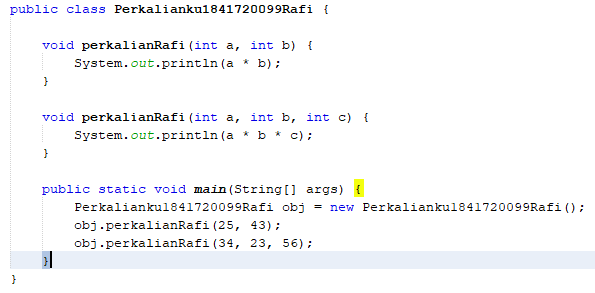 public class Perkalianku1841720099Rafi {
void perkalianRafi(int a, int b) {
System.out.println(a * b);
}
void perkalianRafi(int a, int b, int c) {
System.out.println(a * b * c);
}
public static void main(String[] args) {
Perkalianku1841720099Rafi obj = new Perkalianku1841720099Rafi();
obj.perkalianRafi(25, 43);
obj.perkalianRafi(34, 23, 56);
}
}